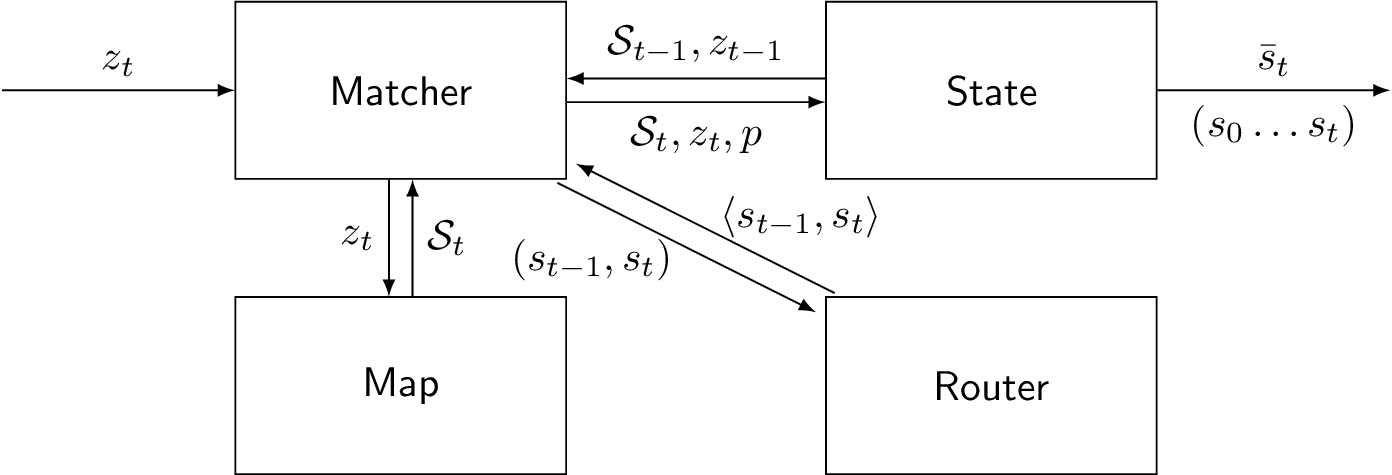 z_t
Matcher
𝒮_{t−1}, z_{t−1}
𝒮_t, z_t, p
State
s̄_t
(s_0 … s_t)
z_t
𝒮_t
(s_{t−1}, s_t)
⟨s_{t−1}, s_t⟩
Map
Router